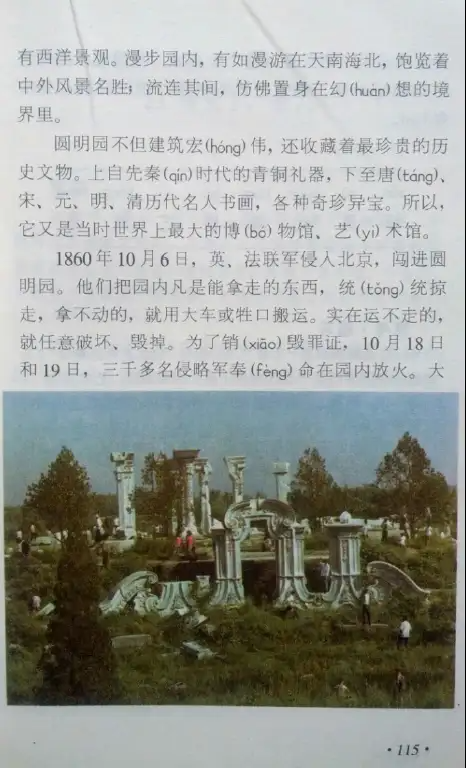 有西洋景观。漫步园内，有如漫游在天南海北，饱览着
中外风景名胜；流连其间，仿佛置身在幻(huàn)想的境
界里。
圆明园不但建筑宏(hóng)伟，还收藏着最珍贵的历
史文物。上自先秦(qín)时代的青铜礼器，下至唐(táng)、
宋、元、明、清历代名人书画，各种奇珍异宝。所以，
它又是当时世界上最大的博(bó)物馆、艺(yì)术馆。
1860年10月6日，英、法联军侵入北京，闯进圆
明园。他们把园内凡是能拿走的东西，统(tǒng)统掠
走，拿不动的，就用大车或牲口搬运。实在运不走的，
就任意破坏、毁掉。为了销(xiāo)毁罪证，10月18日
和19日，三千多名侵略军奉(fèng)命在园内放火。大
·115·